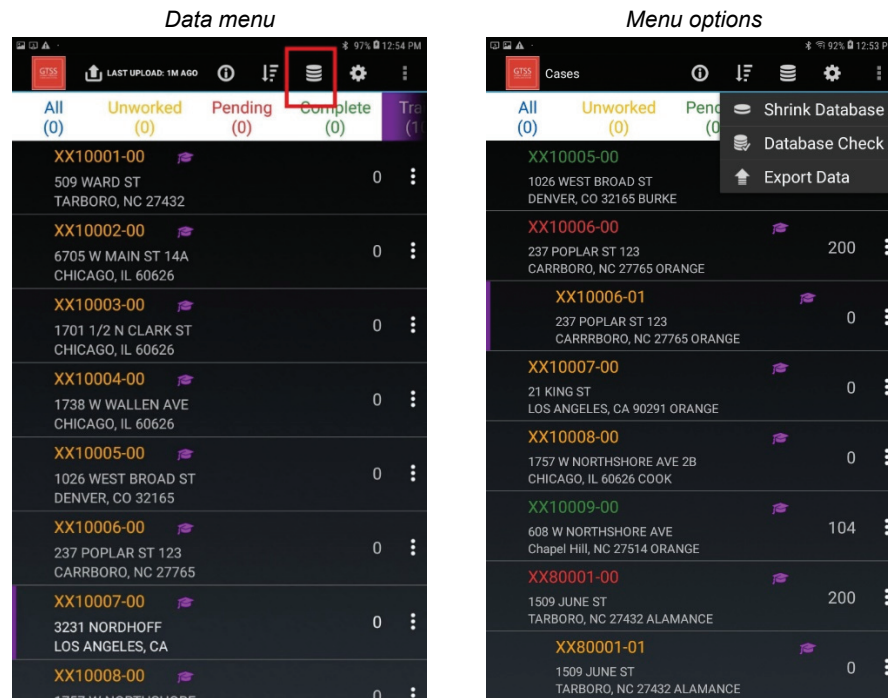 Data menu
97% 12:54 PM
GTSS
LAST UPLOAD: 1M AGO
All
(0)
Unworked
(0)
Pending
(0)
Complete
(0)
Tra
(1
XX10001-00
509 WARD ST
TARBORO, NC 27432
0
XX10002-00
6705 W MAIN ST 14A
CHICAGO, IL 60626
0
XX10003-00
1701 1/2 N CLARK ST
CHICAGO, IL 60626
0
XX10004-00
1738 W WALLEN AVE
CHICAGO, IL 60626
0
XX10005-00
1026 WEST BROAD ST
DENVER, CO 32165
0
XX10006-00
237 POPLAR ST 123
CARRBORO, NC 27765
0
XX10007-00
3231 NORDHOFF
LOS ANGELES, CA
0
XX10008-00
1757 W NORTHSHORE
0
Menu options
92% 12:53 P
GTSS
Cases
All
(0)
Unworked
(0)
Pend
(0
Shrink Database
Database Check
Export Data
XX10005-00
1026 WEST BROAD ST
DENVER, CO 32165 BURKE
XX10006-00
237 POPLAR ST 123
CARRBORO, NC 27765 ORANGE
200
XX10006-01
237 POPLAR ST 123
CARRRBORO, NC 27765 ORANGE
0
XX10007-00
21 KING ST
LOS ANGELES, CA 90291 ORANGE
0
XX10008-00
1757 W NORTHSHORE AVE 2B
CHICAGO, IL 60626 COOK
0
XX10009-00
608 W NORTHSHORE AVE
Chapel Hill, NC 27514 ORANGE
104
XX80001-00
1509 JUNE ST
TARBORO, NC 27432 ALAMANCE
200
XX80001-01
1509 JUNE ST
TARBORO, NC 27432 ALAMANCE
0